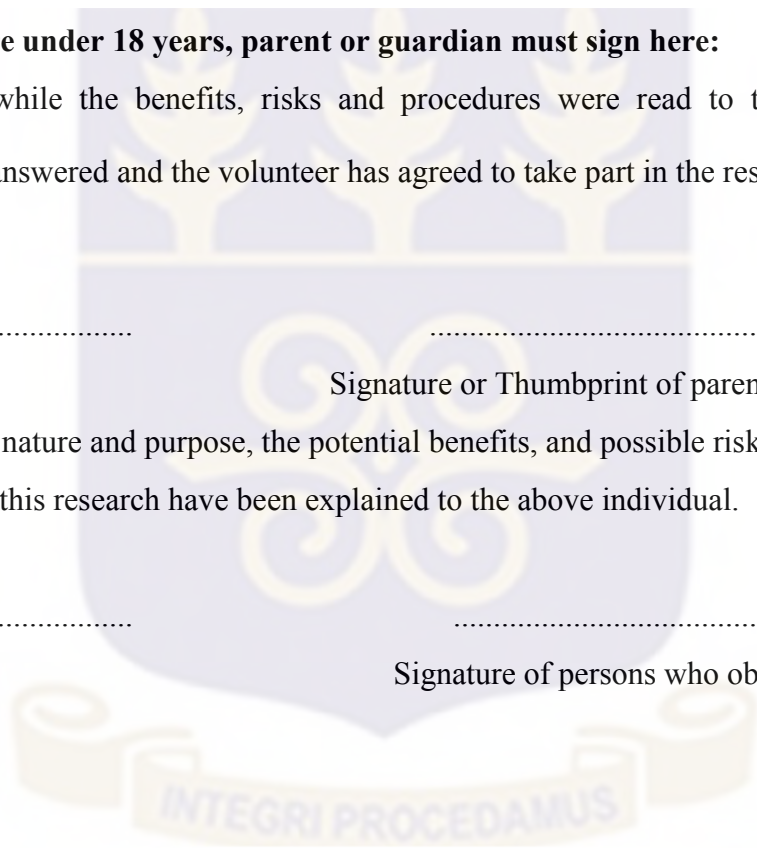 e under 18 years, parent or guardian must sign here:
while the benefits, risks and procedures were read to t
answered and the volunteer has agreed to take part in the res
................. ........................................
Signature or Thumbprint of paren
nature and purpose, the potential benefits, and possible risk
this research have been explained to the above individual.
................. .....................................
Signature of persons who ob
INTEGRI PROCEDAMUS